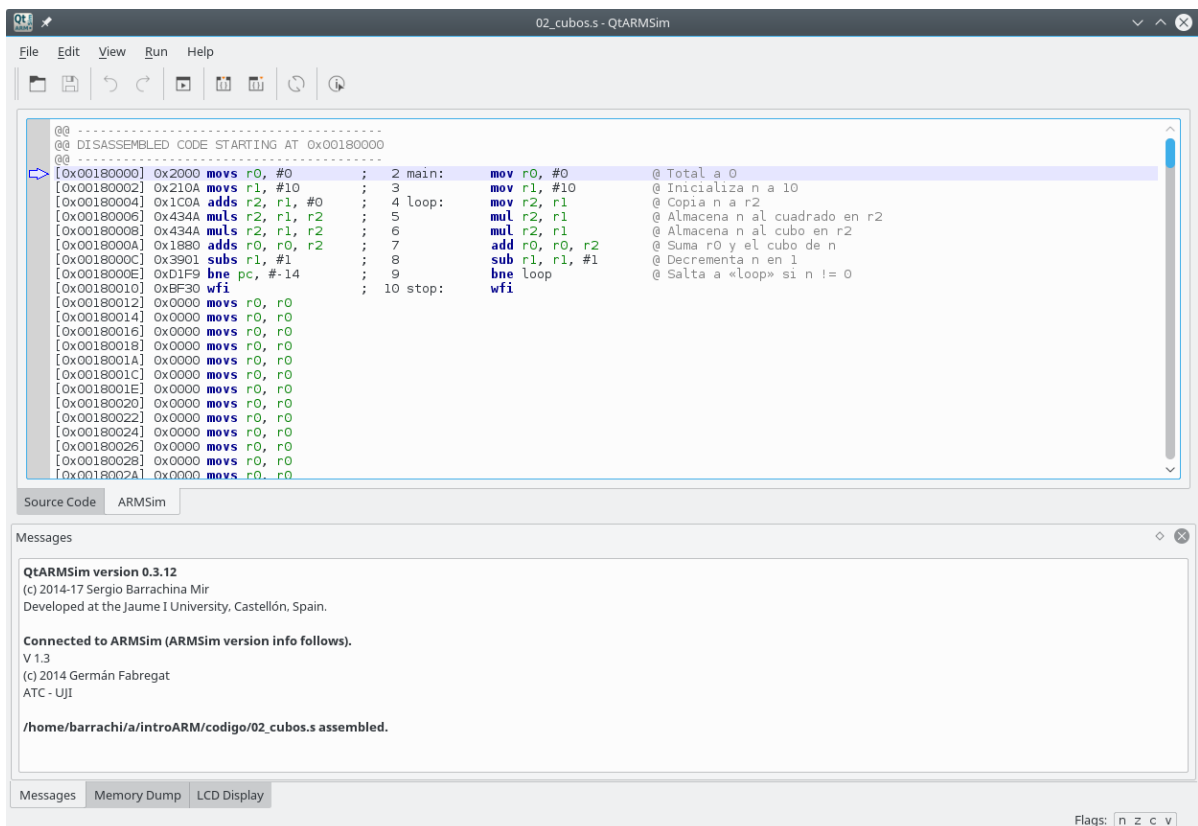 Qt
ARM
02_cubos.s - QtARMSim
File Edit View Run Help
@@ ----------------------------------------
@@ DISASSEMBLED CODE STARTING AT 0x00180000
@@ ----------------------------------------
[0x00180000] 0x2000 movs r0, #0 ; 2 main: mov r0, #0 @ Total a 0
[0x00180002] 0x210A movs r1, #10 ; 3 mov r1, #10 @ Inicializa n a 10
[0x00180004] 0x1C0A adds r2, r1, #0 ; 4 loop: mov r2, r1 @ Copia n a r2
[0x00180006] 0x434A muls r2, r1, r2 ; 5 mul r2, r1 @ Almacena n al cuadrado en r2
[0x00180008] 0x434A muls r2, r1, r2 ; 6 mul r2, r1 @ Almacena n al cubo en r2
[0x0018000A] 0x1880 adds r0, r0, r2 ; 7 add r0, r0, r2 @ Suma r0 y el cubo de n
[0x0018000C] 0x3901 subs r1, #1 ; 8 sub r1, r1, #1 @ Decrementa n en 1
[0x0018000E] 0xD1F9 bne pc, #-14 ; 9 bne loop @ Salta a «loop» si n != 0
[0x00180010] 0xBF30 wfi ; 10 stop: wfi
[0x00180012] 0x0000 movs r0, r0
[0x00180014] 0x0000 movs r0, r0
[0x00180016] 0x0000 movs r0, r0
[0x00180018] 0x0000 movs r0, r0
[0x0018001A] 0x0000 movs r0, r0
[0x0018001C] 0x0000 movs r0, r0
[0x0018001E] 0x0000 movs r0, r0
[0x00180020] 0x0000 movs r0, r0
[0x00180022] 0x0000 movs r0, r0
[0x00180024] 0x0000 movs r0, r0
[0x00180026] 0x0000 movs r0, r0
[0x00180028] 0x0000 movs r0, r0
[0x0018002A] 0x0000 movs r0, r0
Source Code ARMSim
Messages
QtARMSim version 0.3.12
(c) 2014-17 Sergio Barrachina Mir
Developed at the Jaume I University, Castellón, Spain.
Connected to ARMSim (ARMSim version info follows).
V 1.3
(c) 2014 Germán Fabregat
ATC - UJI
/home/barrachi/a/introARM/codigo/02_cubos.s assembled.
Messages Memory Dump LCD Display
Flags: n z c v